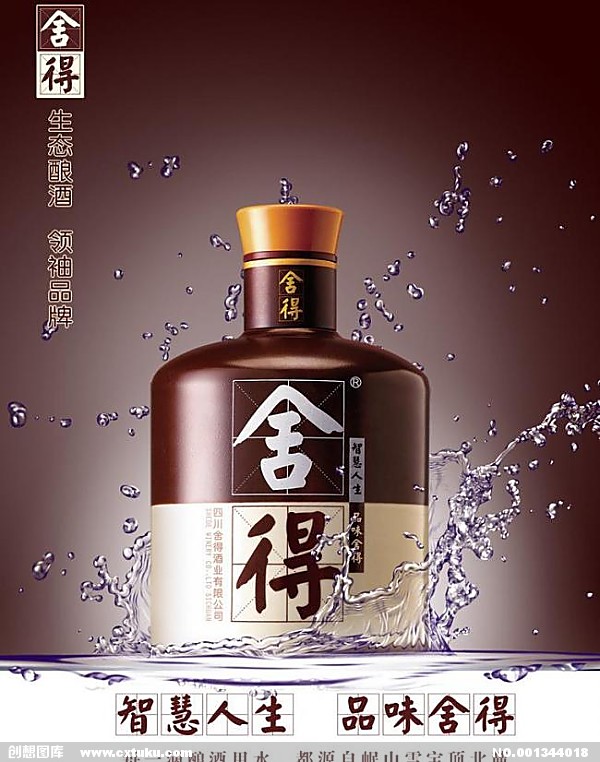 舍得
生态酿酒 领袖品牌
舍得
舍得®
智慧人生 品味舍得
四川舍得酒业有限公司
智慧人生 品味舍得
创想图库 www.cxtuku.com NO.001344018